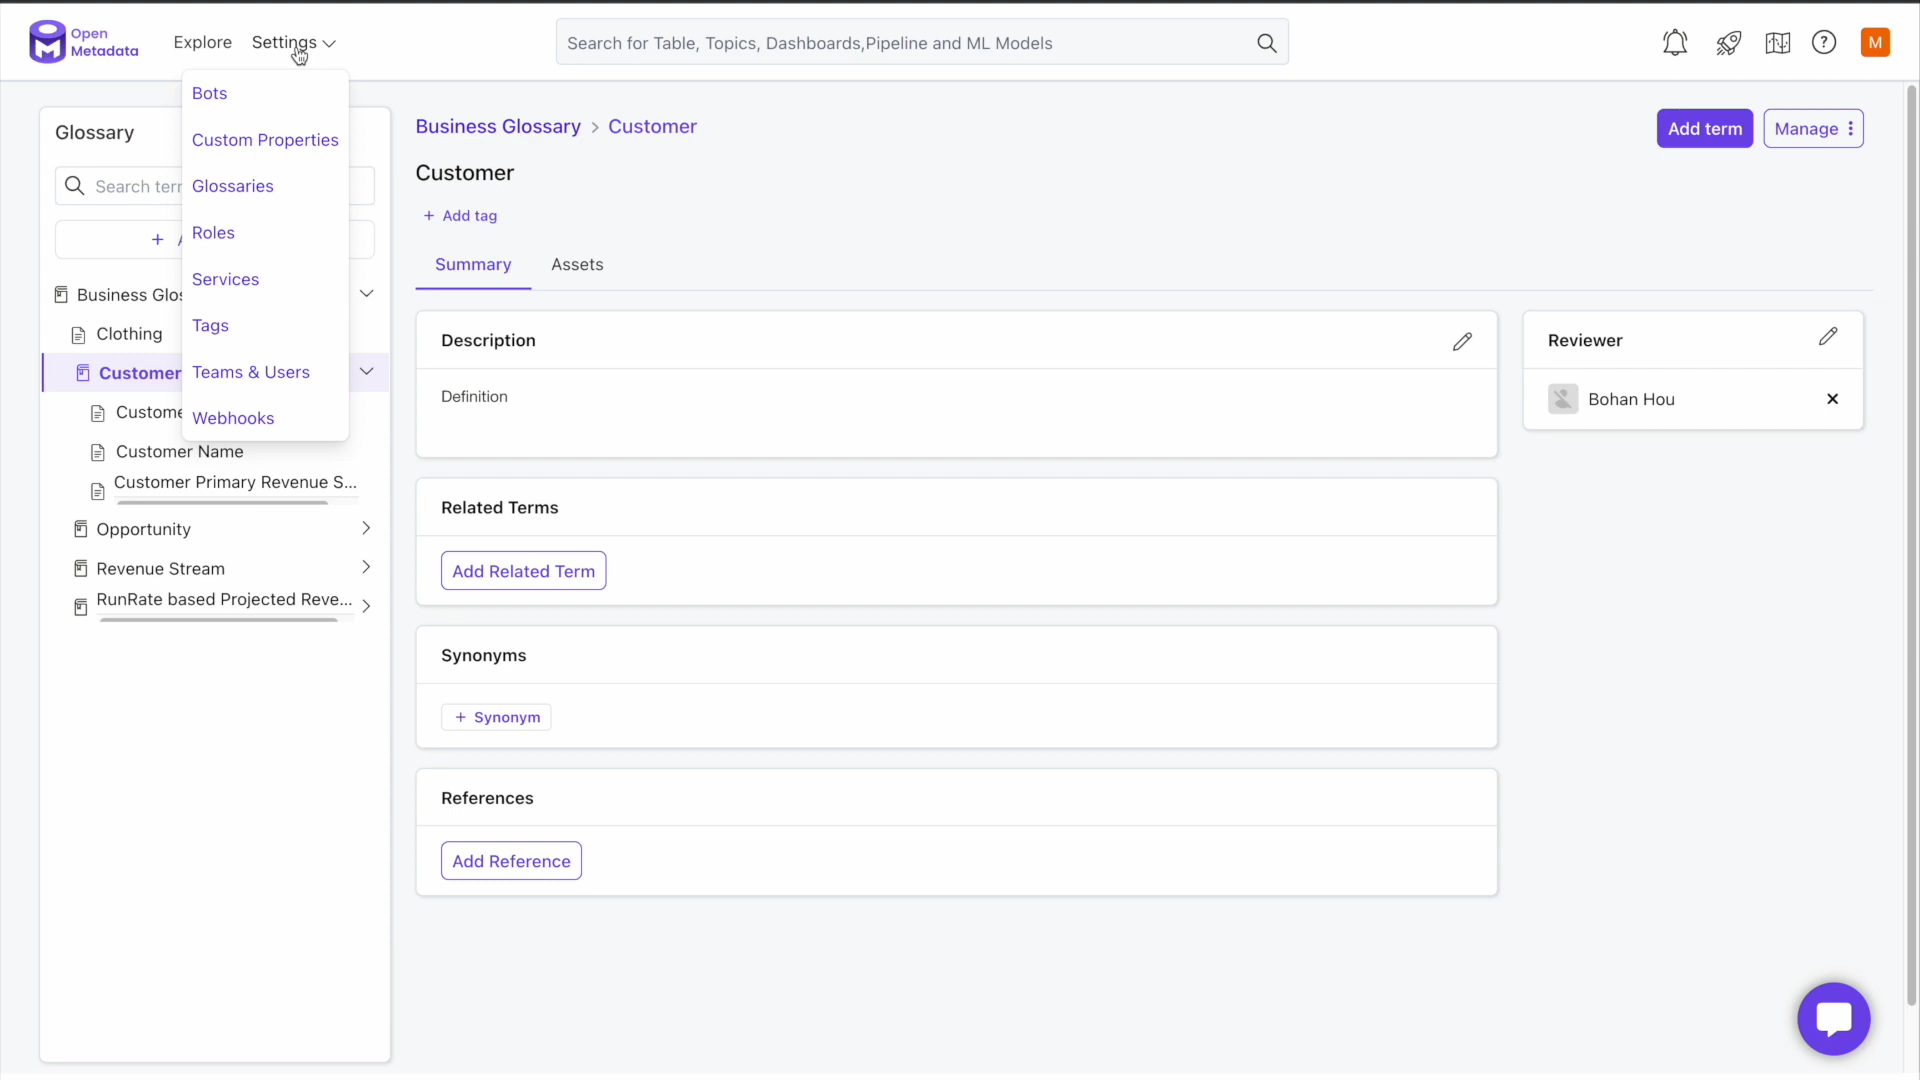 Open
Metadata
Explore
Settings
Search for Table, Topics, Dashboards,Pipeline and ML Models
M
Bots
Custom Properties
Glossaries
Roles
Services
Tags
Teams & Users
Webhooks
Glossary
Search
+
Business
Clothing
Customer
Customer Name
Customer Primary Revenue S...
Opportunity
Revenue Stream
RunRate based Projected Reve...
Business Glossary > Customer
Add term
Manage
Customer
+ Add tag
Summary
Assets
Description
Definition
Related Terms
Add Related Term
Synonyms
+ Synonym
References
Add Reference
Reviewer
Bohan Hou